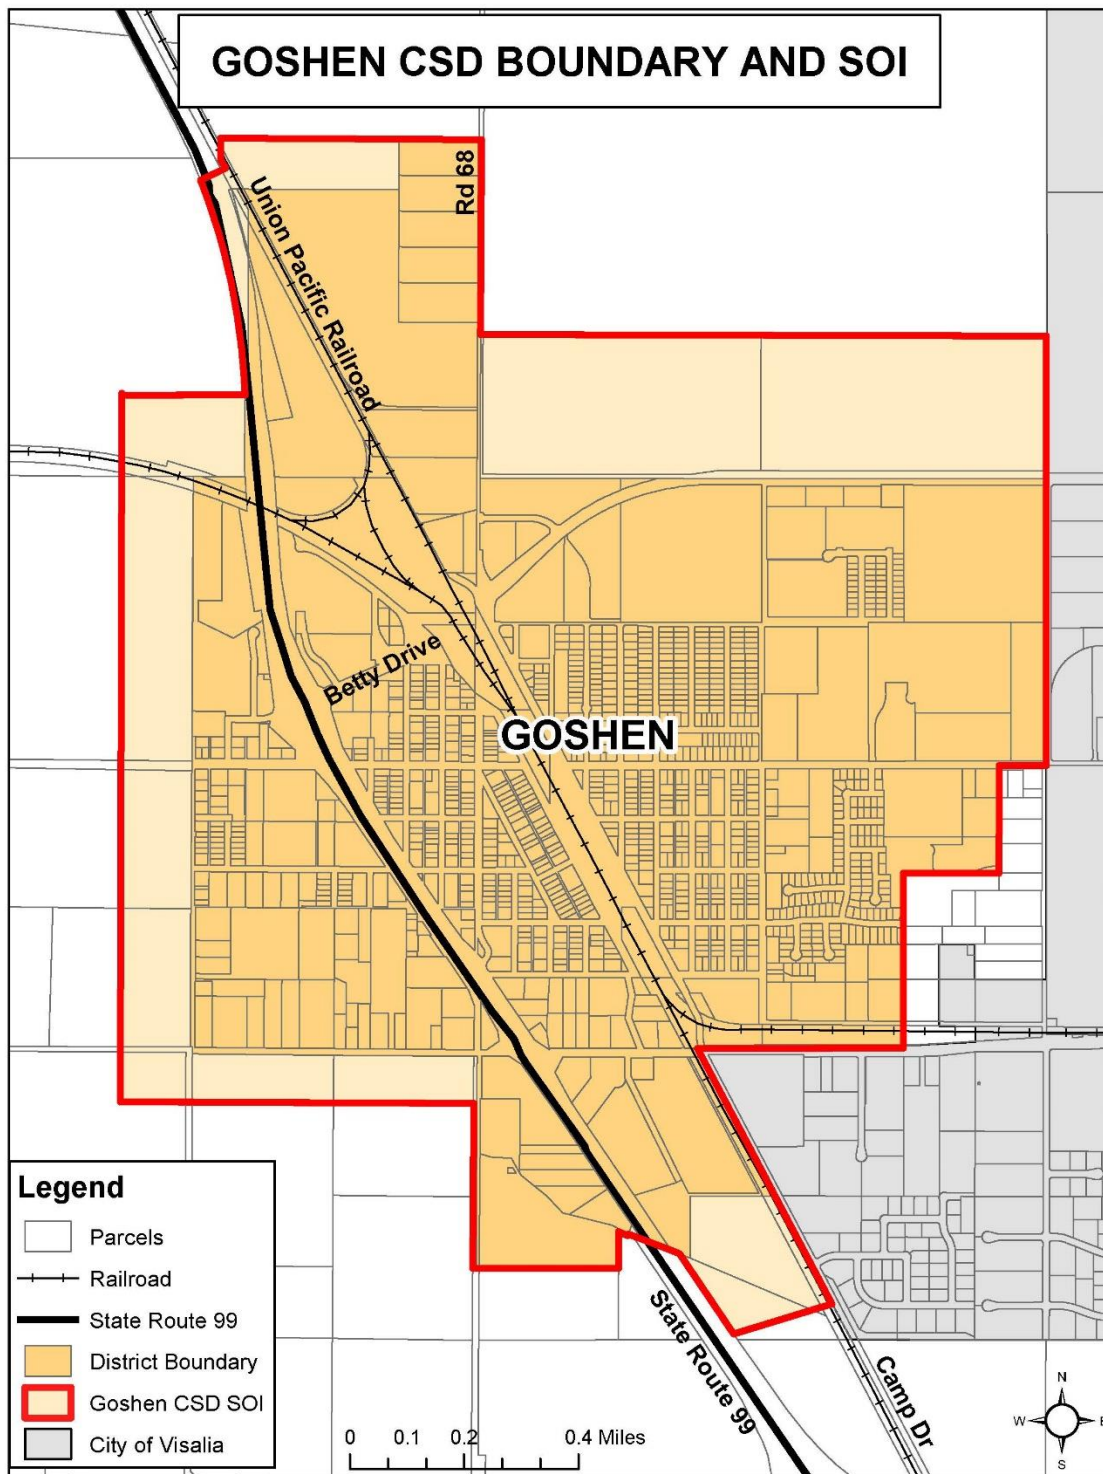 GOSHEN CSD BOUNDARY AND SOI
Rd 68
Union Pacific Railroad
Betty Drive
GOSHEN
Legend
Parcels
Railroad
State Route 99
District Boundary
Goshen CSD SOI
City of Visalia
0 0.1 0.2 0.4 Miles
State Route 99
Camp Dr
N
W E
S